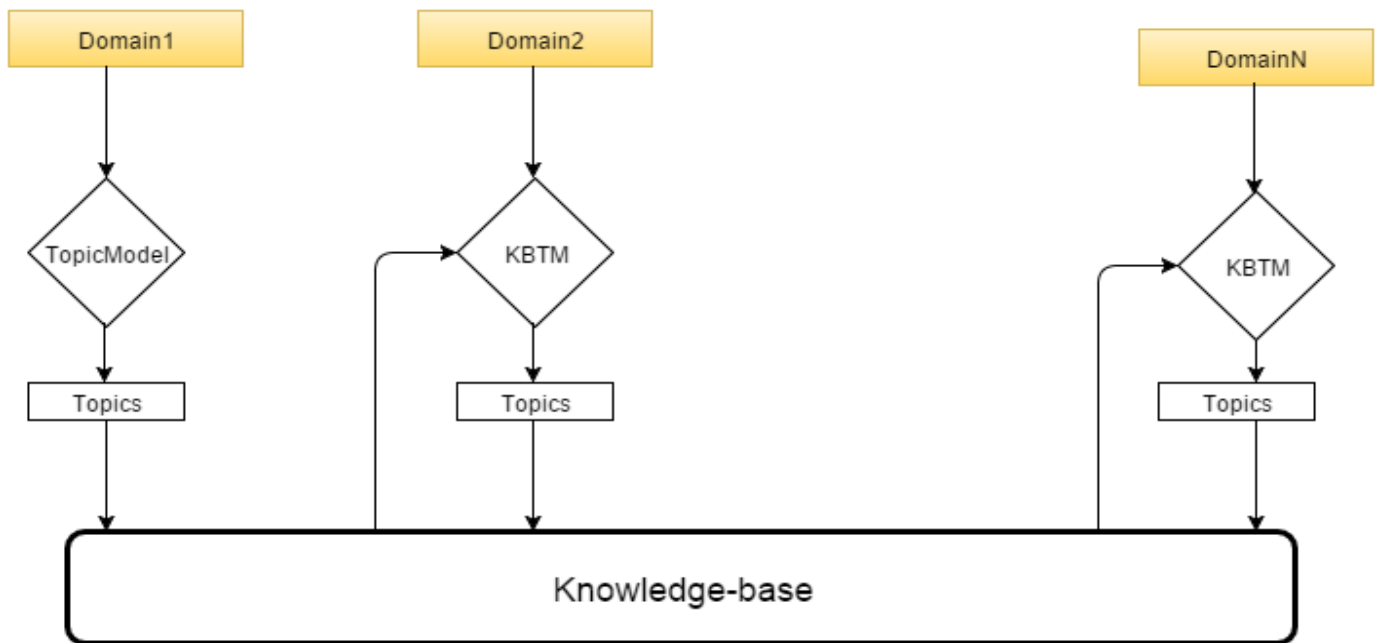 Domain1
Domain2
DomainN
TopicModel
KBTM
KBTM
Topics
Topics
Topics
Knowledge-base